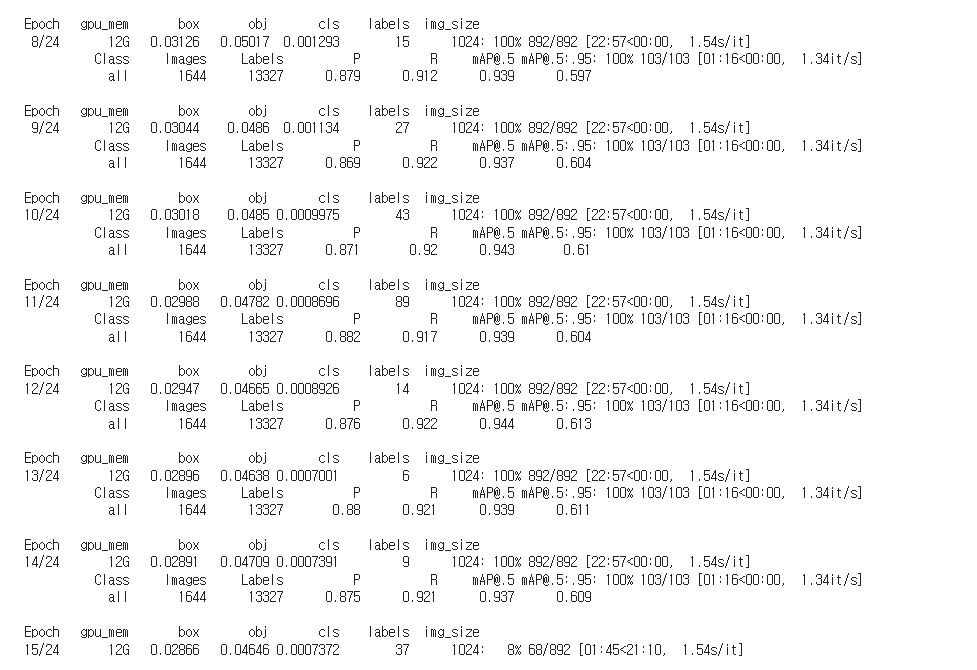 Epoch gpu_mem box obj cls labels img_size
8/24 12G 0.03126 0.05017 0.001293 15 1024: 100% 892/892 [22:57<00:00, 1.54s/it]
Class Images Labels P R mAP@.5 mAP@.5:.95: 100% 103/103 [01:16<00:00, 1.34it/s]
all 1644 13327 0.879 0.912 0.939 0.597
Epoch gpu_mem box obj cls labels img_size
9/24 12G 0.03044 0.0486 0.001134 27 1024: 100% 892/892 [22:57<00:00, 1.54s/it]
Class Images Labels P R mAP@.5 mAP@.5:.95: 100% 103/103 [01:16<00:00, 1.34it/s]
all 1644 13327 0.869 0.922 0.937 0.604
Epoch gpu_mem box obj cls labels img_size
10/24 12G 0.03018 0.0485 0.0009975 43 1024: 100% 892/892 [22:57<00:00, 1.54s/it]
Class Images Labels P R mAP@.5 mAP@.5:.95: 100% 103/103 [01:16<00:00, 1.34it/s]
all 1644 13327 0.871 0.92 0.943 0.61
Epoch gpu_mem box obj cls labels img_size
11/24 12G 0.02988 0.04782 0.0008696 89 1024: 100% 892/892 [22:57<00:00, 1.54s/it]
Class Images Labels P R mAP@.5 mAP@.5:.95: 100% 103/103 [01:16<00:00, 1.34it/s]
all 1644 13327 0.882 0.917 0.939 0.604
Epoch gpu_mem box obj cls labels img_size
12/24 12G 0.02947 0.04665 0.0008926 14 1024: 100% 892/892 [22:57<00:00, 1.54s/it]
Class Images Labels P R mAP@.5 mAP@.5:.95: 100% 103/103 [01:16<00:00, 1.34it/s]
all 1644 13327 0.876 0.922 0.944 0.613
Epoch gpu_mem box obj cls labels img_size
13/24 12G 0.02896 0.04638 0.0007001 6 1024: 100% 892/892 [22:57<00:00, 1.54s/it]
Class Images Labels P R mAP@.5 mAP@.5:.95: 100% 103/103 [01:16<00:00, 1.34it/s]
all 1644 13327 0.88 0.921 0.939 0.611
Epoch gpu_mem box obj cls labels img_size
14/24 12G 0.02891 0.04709 0.0007391 9 1024: 100% 892/892 [22:57<00:00, 1.54s/it]
Class Images Labels P R mAP@.5 mAP@.5:.95: 100% 103/103 [01:16<00:00, 1.34it/s]
all 1644 13327 0.875 0.921 0.937 0.609
Epoch gpu_mem box obj cls labels img_size
15/24 12G 0.02866 0.04646 0.0007372 37 1024: 8% 68/892 [01:45<21:10, 1.54s/it]